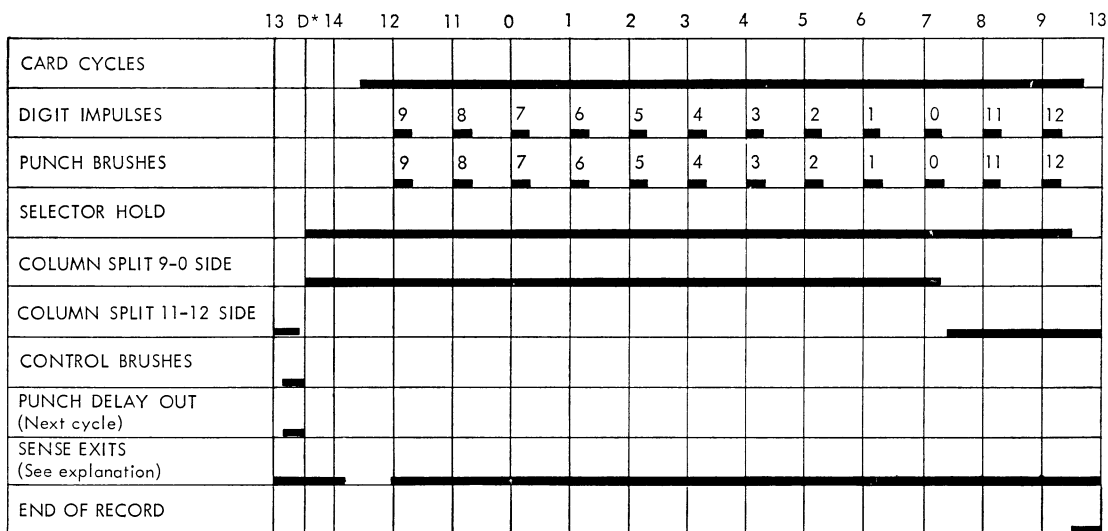 13 D* 14 12 11 0 1 2 3 4 5 6 7 8 9 13
CARD CYCLES
DIGIT IMPULSES 9 8 7 6 5 4 3 2 1 0 11 12
PUNCH BRUSHES 9 8 7 6 5 4 3 2 1 0 11 12
SELECTOR HOLD
COLUMN SPLIT 9-0 SIDE
COLUMN SPLIT 11-12 SIDE
CONTROL BRUSHES
PUNCH DELAY OUT
(Next cycle)
SENSE EXITS
(See explanation)
END OF RECORD